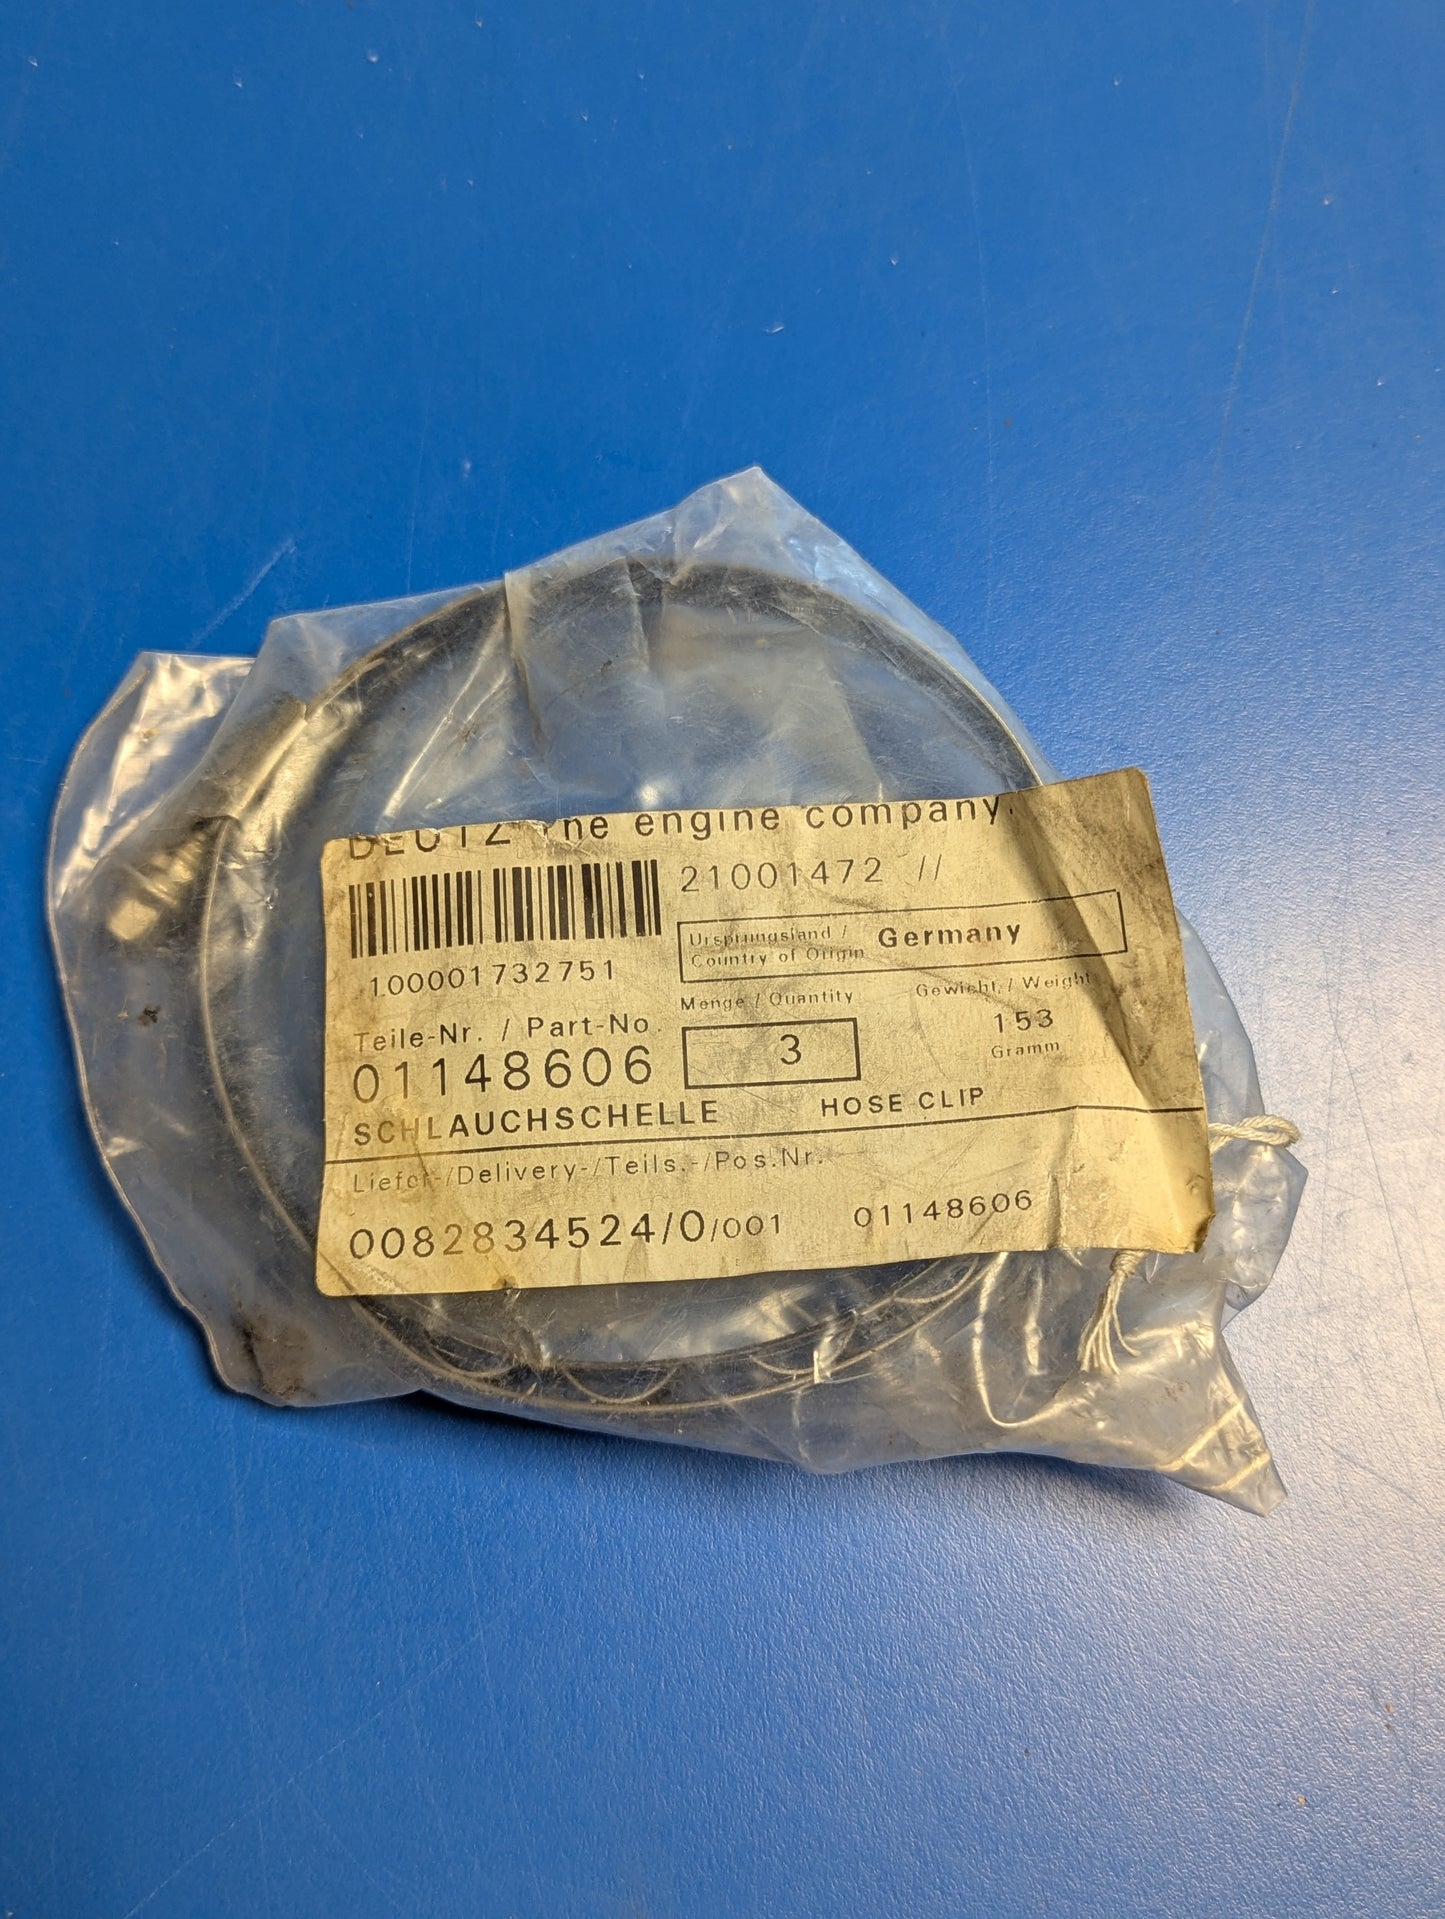 DEUTZ The engine company.
21001472 //
100001732751
Ursprungsland /
Country of Origin
Germany
Teile-Nr. / Part-No.
01148606
Menge / Quantity
3
Gewicht / Weight
153
Gramm
SCHLAUCHSCHELLE HOSE CLIP
Liefer-/Delivery-/Teils.-/Pos.Nr.
0082834524/0/001 01148606